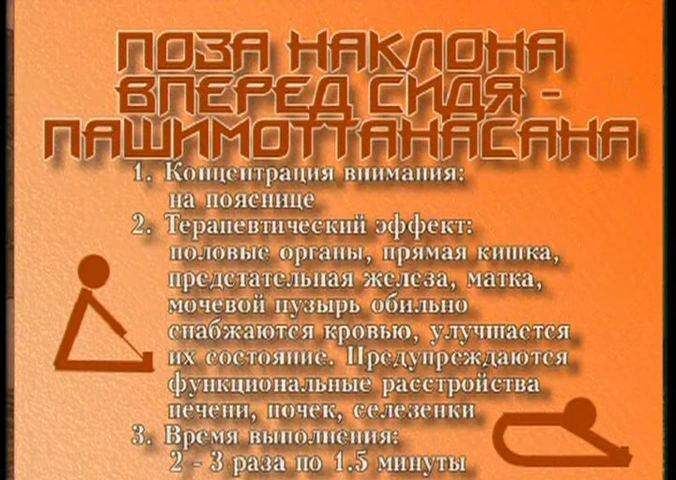 ПОЗА НАКЛОНА
ВПЕРЕД СИДЯ -
ПАШИМОТТАНАСАНА
1. Концентрация внимания:
на пояснице
2. Терапевтический эффект:
половые органы, прямая кишка,
предстательная железа, матка,
мочевой пузырь обильно
снабжаются кровью, улучшается
их состояние. Предупреждаются
функциональные расстройства
печени, почек, селезенки
3. Время выполнения:
2 - 3 раза по 1.5 минуты